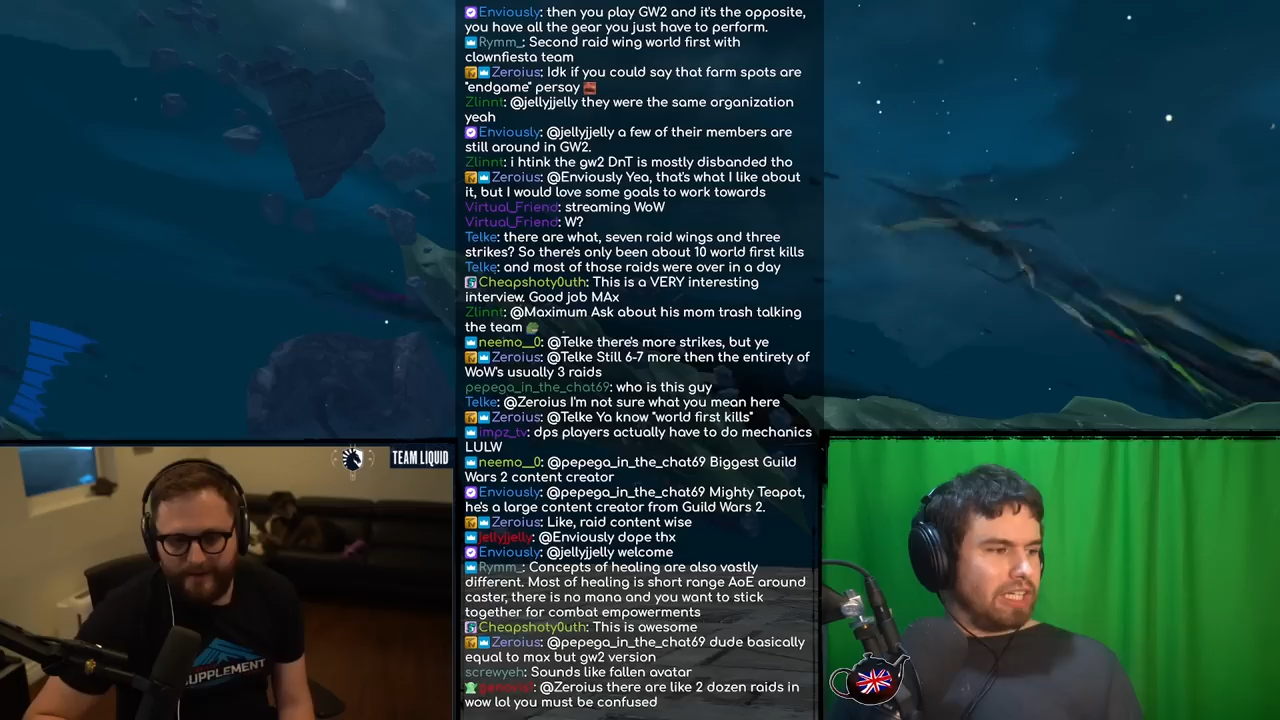 Enviously: then you play GW2 and it's the opposite,
you have all the gear you just have to perform.
Rymm_: Second raid wing world first with
clownfiesta team
Zeroius: Idk if you could say that farm spots are
"endgame" persay
Zlinnt: @jellyjjelly they were the same organization
yeah
Enviously: @jellyjjelly a few of their members are
still around in GW2.
Zlinnt: i htink the gw2 DnT is mostly disbanded tho
Zeroius: @Enviously Yea, that's what I like about
it, but I would love some goals to work towards
Virtual_Friend: streaming WoW
Virtual_Friend: W?
Telke: there are what, seven raid wings and three
strikes? So there's only been about 10 world first kills
Telke: and most of those raids were over in a day
Cheapshoty0uth: This is a VERY interesting
interview. Good job MAx
Zlinnt: @Maximum Ask about his mom trash talking
the team
neemo__0: @Telke there's more strikes, but ye
Zeroius: @Telke Still 6-7 more then the entirety of
WoW's usually 3 raids
pepega_in_the_chat69: who is this guy
Telke: @Zeroius I'm not sure what you mean here
Zeroius: @Telke Ya know "world first kills"
impz_tv: dps players actually have to do mechanics
LULW
neemo__0: @pepega_in_the_chat69 Biggest Guild
Wars 2 content creator
Enviously: @pepega_in_the_chat69 Mighty Teapot,
he's a large content creator from Guild Wars 2.
Zeroius: Like, raid content wise
jellyjjelly: @Enviously dope thx
Enviously: @jellyjjelly welcome
Rymm_: Concepts of healing are also vastly
different. Most of healing is short range AoE around
caster, there is no mana and you want to stick
together for combat empowerments
Cheapshoty0uth: This is awesome
Zeroius: @pepega_in_the_chat69 dude basically
equal to max but gw2 version
screwyeh: Sounds like fallen avatar
@Zeroius there are like 2 dozen raids in
wow lol you must be confused
TEAM LIQUID
SUPPLEMENT